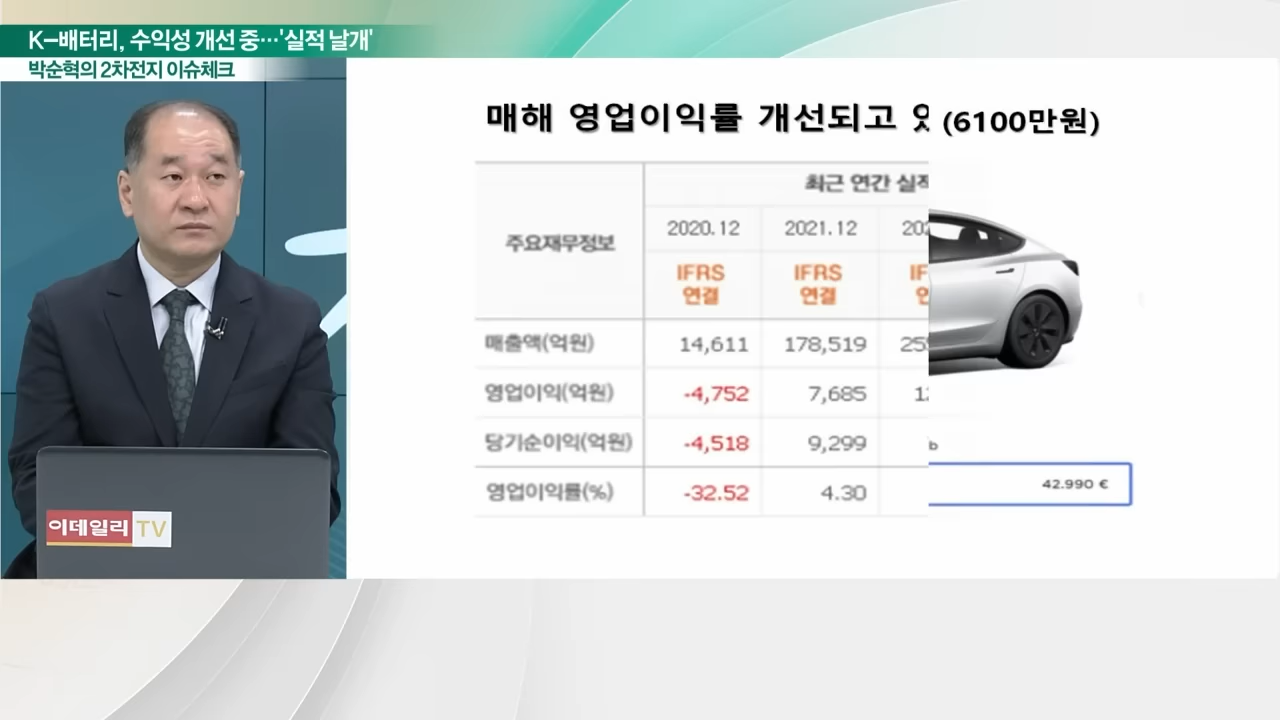 K-배터리, 수익성 개선 중…'실적 날개'
박순혁의 2차전지 이슈체크
매해 영업이익률 개선되고
(6100만원)
최근 연간
주요재무정보
2020.12
2021.12
IFRS
연결
IFRS
연결
매출액(억원)
14,611
178,519
영업이익(억원)
-4,752
7,685
당기순이익(억원)
-4,518
9,299
영업이익률(%)
-32.52
4.30
42.990 €
이데일리 TV